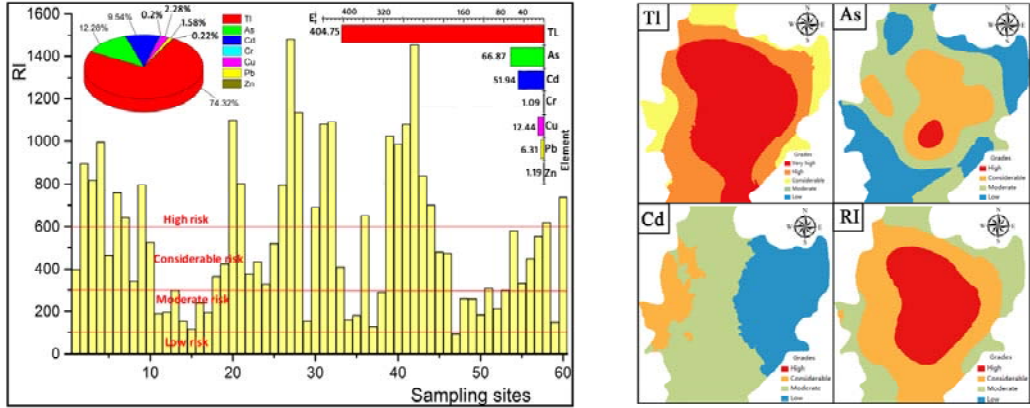 1600
1400
1200
1000
800
600
400
200
0
RI
10
20
30
40
50
60
Sampling sites
High risk
Considerable risk
Moderate risk
Low risk
12.26%
9.54%
0.2%
2.28%
1.58%
0.22%
74.32%
Tl
As
Cd
Cr
Cu
Pb
Zn
400
320
160
80
40
404.75
TL
66.87
As
51.94
Cd
1.09
Cr
12.44
Cu
6.31
Pb
1.19
Zn
Element
Tl
N
W
E
S
Grades
Very high
High
Considerable
Moderate
Low
As
N
W
E
S
Grades
High
Considerable
Moderate
Low
Cd
N
W
E
S
Grades
High
Considerable
Moderate
Low
RI
N
W
E
S
Grades
High
Considerable
Moderate
Low